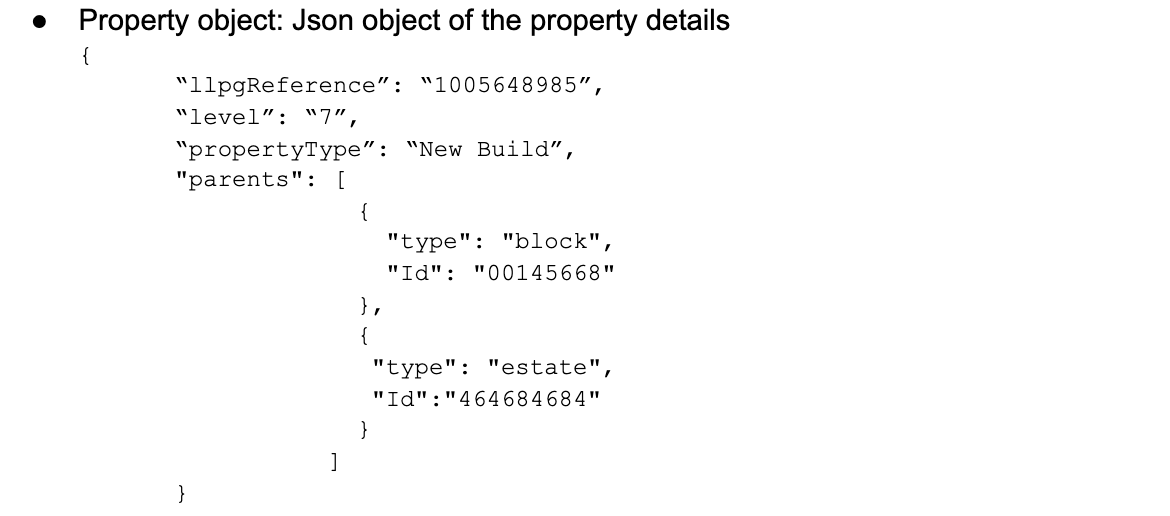 ● Property object: Json object of the property details
{
“llpgReference”: “1005648985”,
“level”: “7”,
“propertyType”: “New Build”,
"parents": [
{
"type": "block",
"Id": "00145668"
},
{
"type": "estate",
"Id":"464684684"
}
]
}